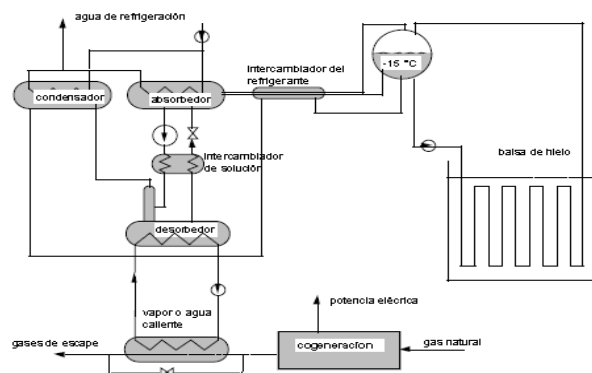 agua de refrigeración
Intercambiador del
refrigerante
-15 °C
condensador
absorbedor
balsa de hielo
Intercambiador
de solución
desorbedor
vapor o agua
caliente
potencia elécrica
gases de escape
cogeneracion
gas natural